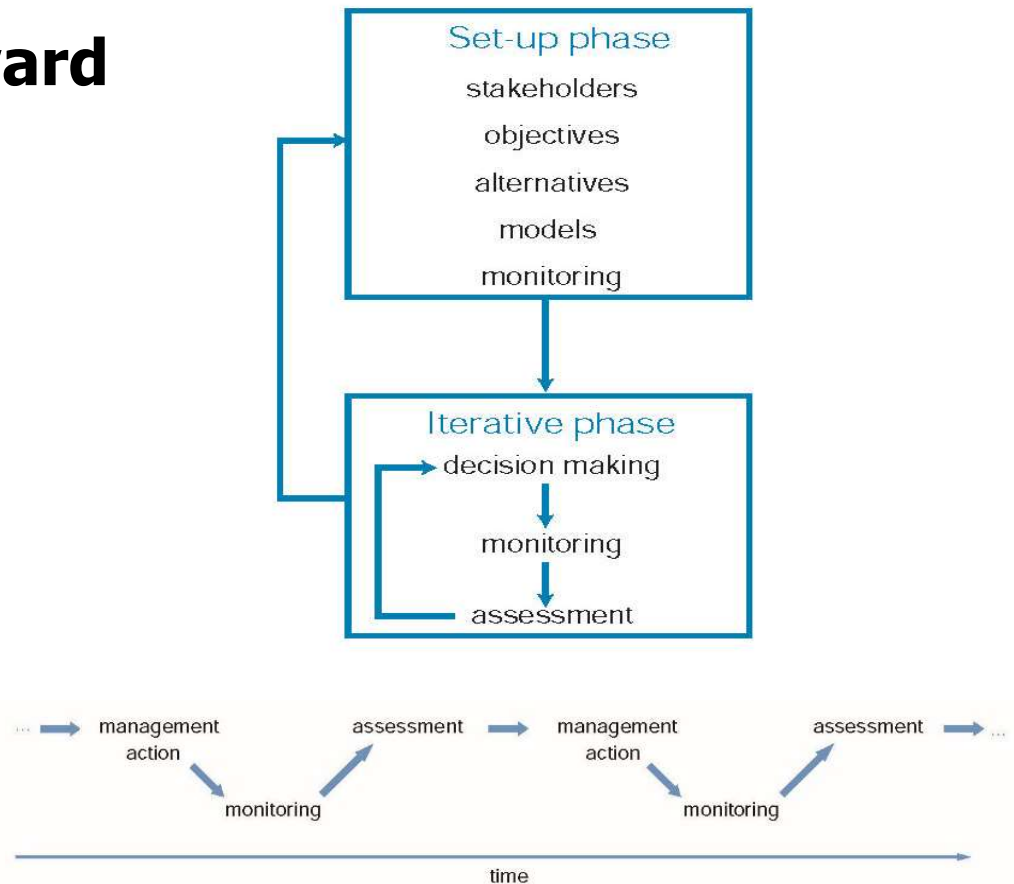 Set-up phase
stakeholders
objectives
alternatives
models
monitoring
Iterative phase
decision making
monitoring
assessment
... management assessment management assessment ...
action action
monitoring monitoring
time